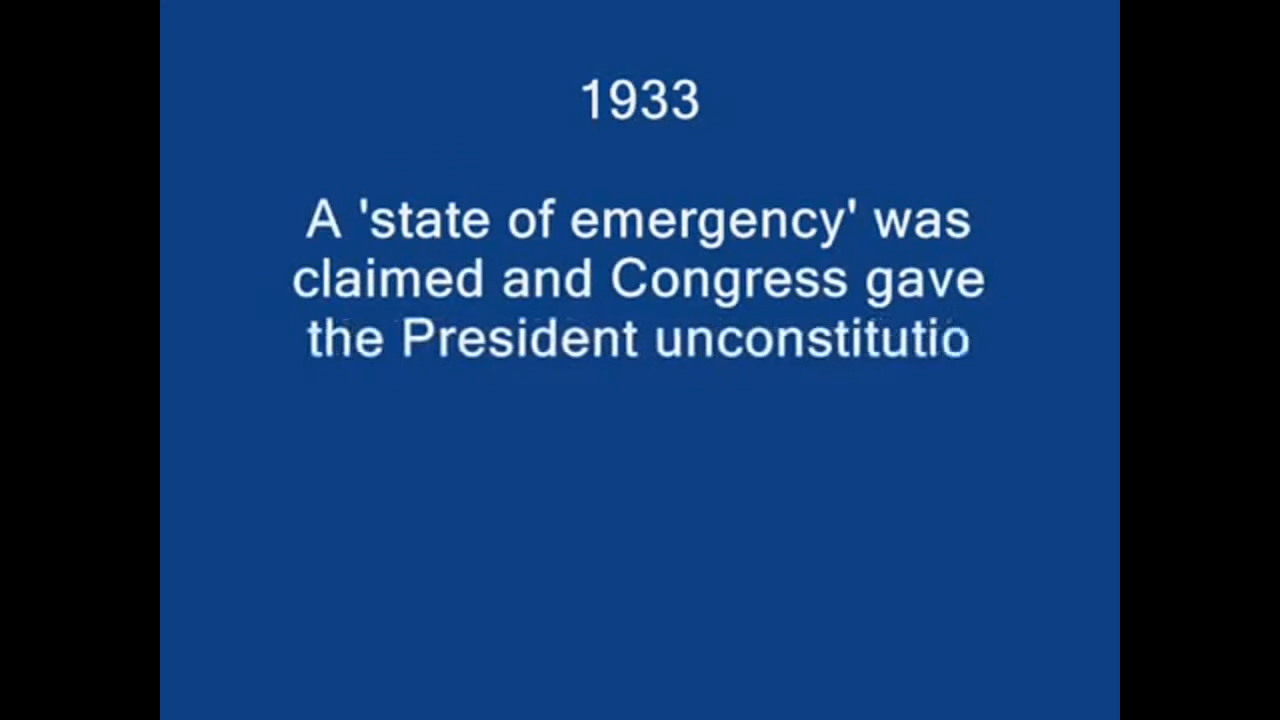 1933
A 'state of emergency' was
claimed and Congress gave
the President unconstitutio